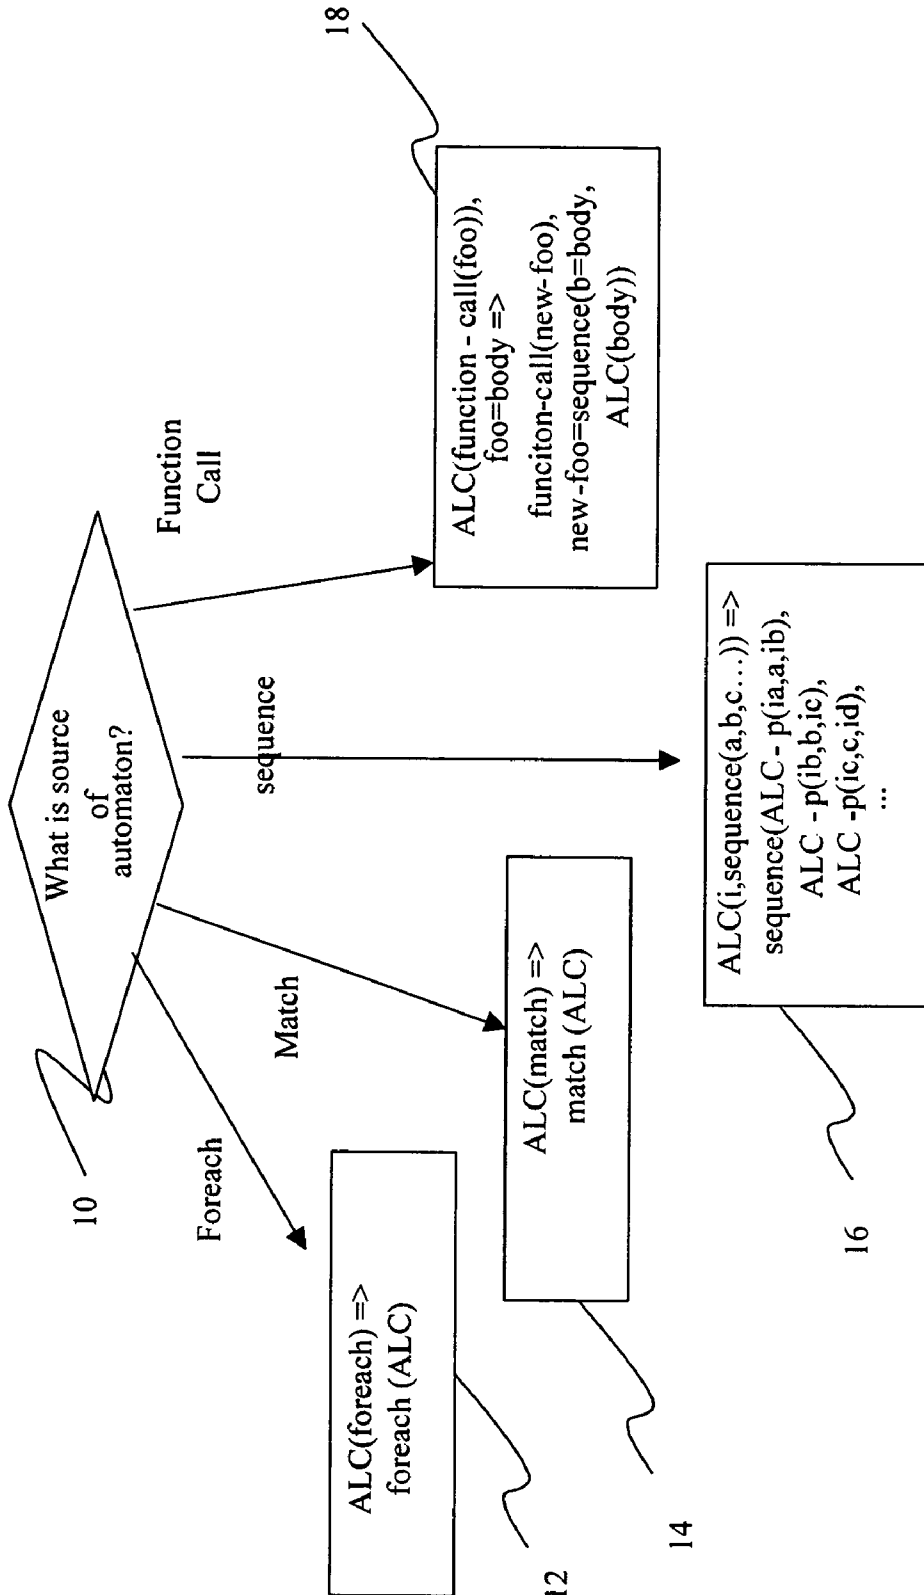 What is source
of
automaton?
10
Foreach
Match
sequence
Function
Call
ALC(foreach) =>
foreach (ALC)
12
ALC(match) =>
match (ALC)
14
ALC(i,sequence(a,b,c...)) =>
sequence(ALC - p(ia,a,ib),
ALC -p(ib,b,ic),
ALC -p(ic,c,id),
...
16
ALC(function - call(foo)),
foo=body =>
funciton-call(new-foo),
new-foo=sequence(b=body,
ALC(body))
18